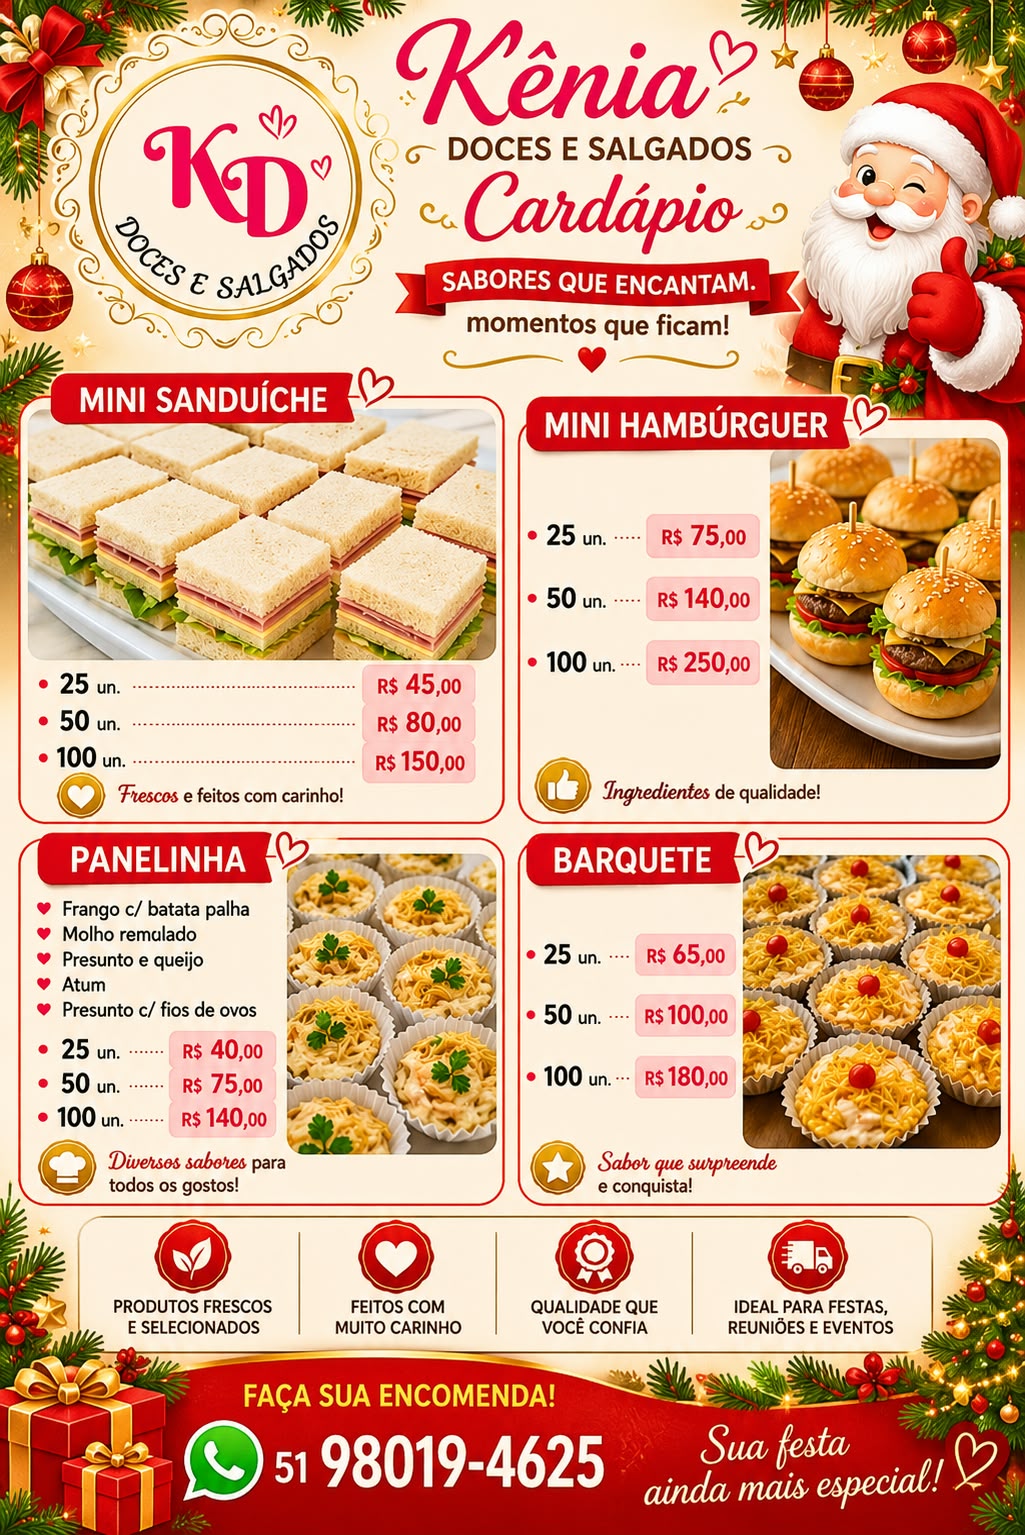 KD
DOCES E SALGADOS
Kênia
DOCES E SALGADOS
Cardápio
SABORES QUE ENCANTAM.
momentos que ficam!
MINI SANDUÍCHE
25 un. R$ 45,00
50 un. R$ 80,00
100 un. R$ 150,00
Frescos e feitos com carinho!
MINI HAMBÚRGUER
25 un. R$ 75,00
50 un. R$ 140,00
100 un. R$ 250,00
Ingredientes de qualidade!
PANELINHA
Frango c/ batata palha
Molho remulado
Presunto e queijo
Atum
Presunto c/ fios de ovos
25 un. R$ 40,00
50 un. R$ 75,00
100 un. R$ 140,00
Diversos sabores para
todos os gostos!
BARQUETE
25 un. R$ 65,00
50 un. R$ 100,00
100 un. R$ 180,00
Sabor que surpreende
e conquista!
PRODUTOS FRESCOS
E SELECIONADOS
FEITOS COM
MUITO CARINHO
QUALIDADE QUE
VOCÊ CONFIA
IDEAL PARA FESTAS,
REUNIÕES E EVENTOS
FAÇA SUA ENCOMENDA!
51 98019-4625
Sua festa
ainda mais especial!